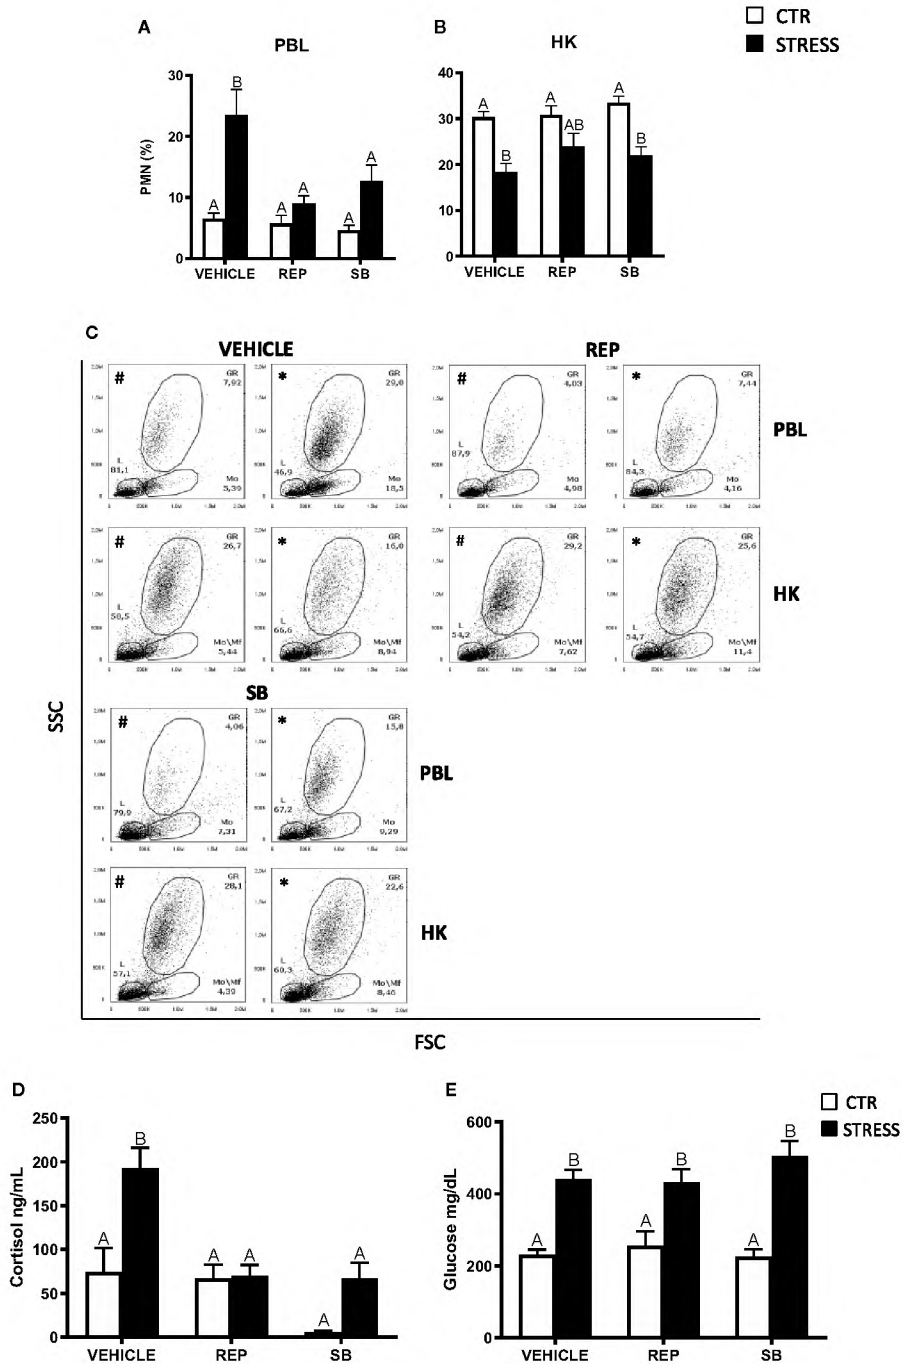 CTR
STRESS
A
B
PBL
HK
PMN (%)
30
20
10
0
B
A
A
A
A
A
VEHICLE
REP
SB
40
30
20
10
0
A
B
A
AB
A
B
VEHICLE
REP
SB
C
VEHICLE
REP
#
GR
7,92
L
81,1
Mo
5,39
*
GR
29,0
L
46,9
Mo
18,5
#
GR
4,03
L
87,9
Mo
4,98
*
GR
7,44
L
84,3
Mo
4,16
PBL
#
GR
26,7
L
58,5
Mo\Mf
5,44
*
GR
16,0
L
66,6
Mo\Mf
8,94
#
GR
29,2
L
54,2
Mo\Mf
7,62
*
GR
25,6
L
54,7
Mo\Mf
11,4
HK
SB
#
GR
4,06
L
79,9
Mo
7,31
*
GR
15,8
L
67,2
Mo
9,29
PBL
#
GR
28,1
L
57,1
Mo\Mf
4,39
*
GR
22,6
L
60,3
Mo\Mf
8,46
HK
SSC
FSC
D
E
CTR
STRESS
Cortisol ng/mL
250
200
150
100
50
0
A
B
A
A
A
A
VEHICLE
REP
SB
Glucose mg/dL
600
400
200
0
A
B
A
B
A
B
VEHICLE
REP
SB